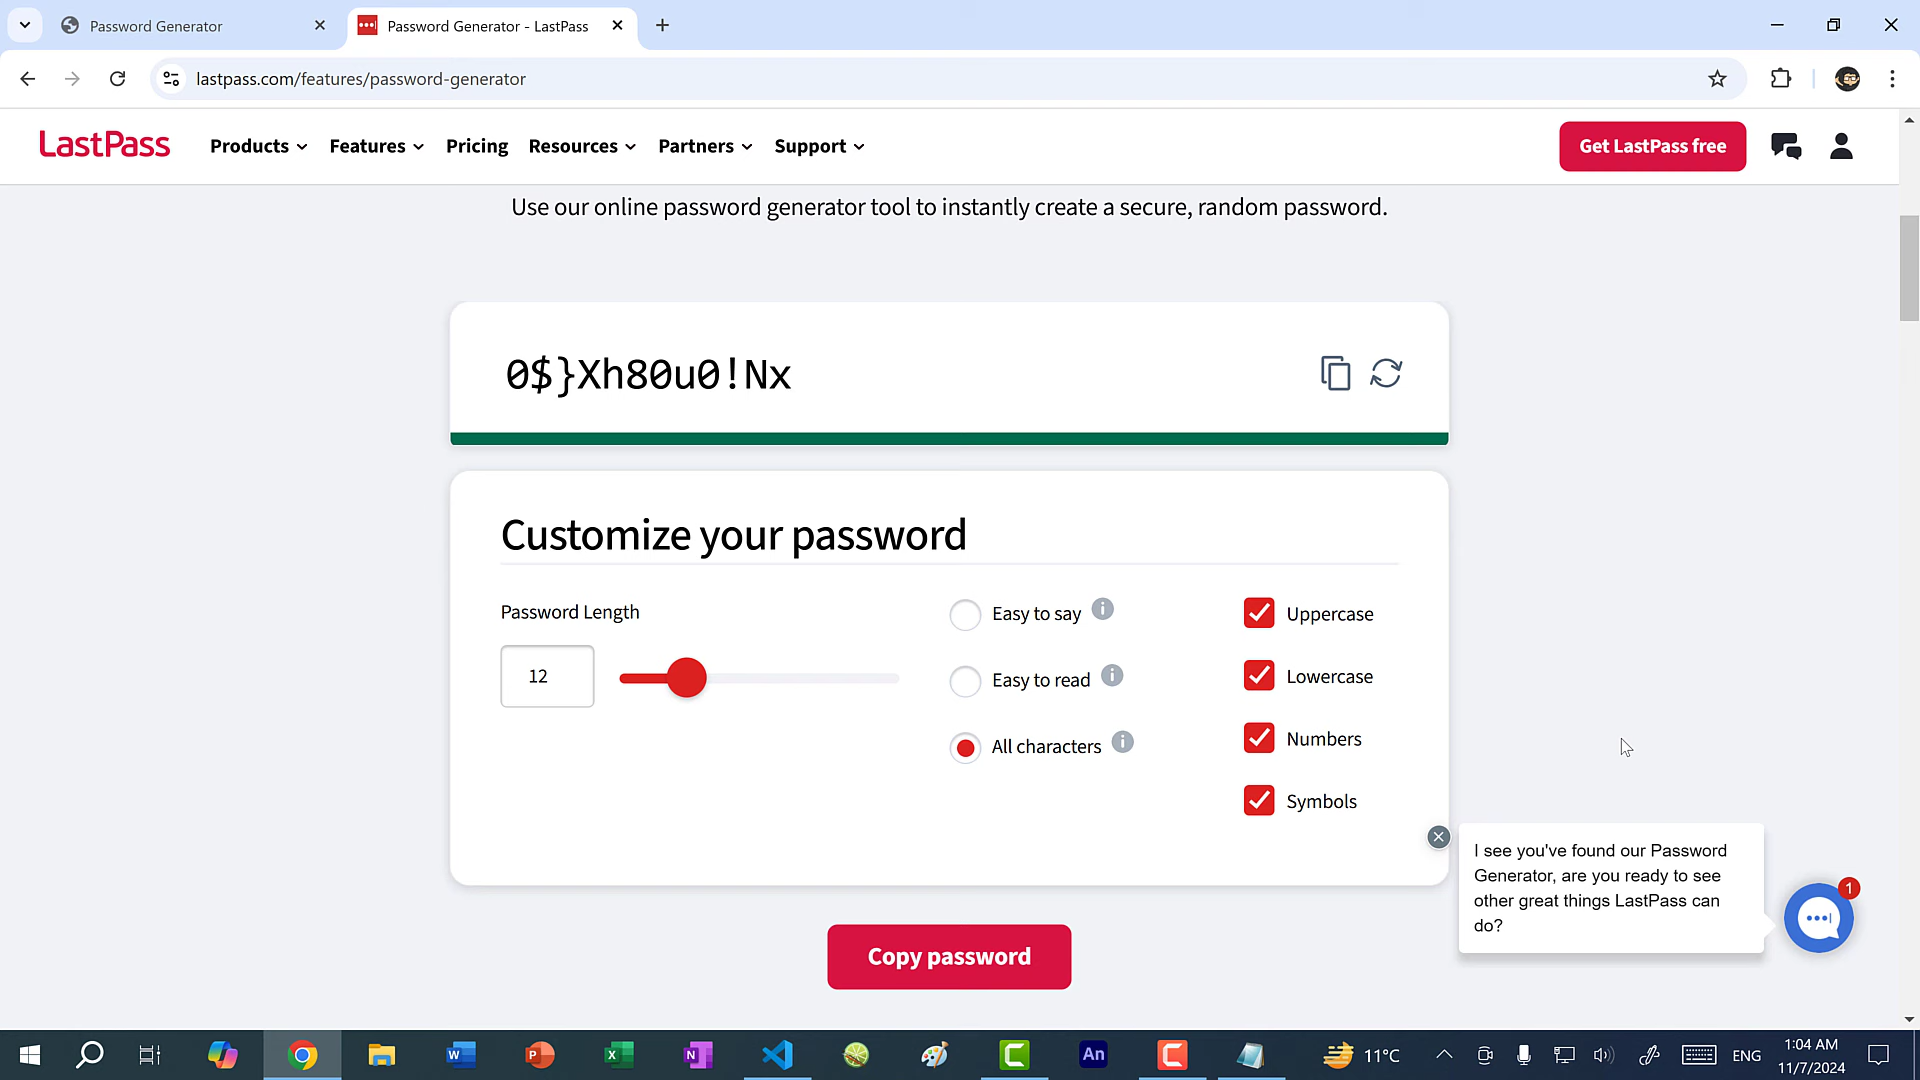 Password Generator
Password Generator - LastPass
lastpass.com/features/password-generator
LastPass
Products
Features
Pricing
Resources
Partners
Support
Get LastPass free
Use our online password generator tool to instantly create a secure, random password.
0$}Xh80u0!Nx
Customize your password
Password Length
12
Easy to say
Easy to read
All characters
Uppercase
Lowercase
Numbers
Symbols
I see you've found our Password
Generator, are you ready to see
other great things LastPass can
do?
1
Copy password
An
11°C
ENG
1:04 AM
11/7/2024